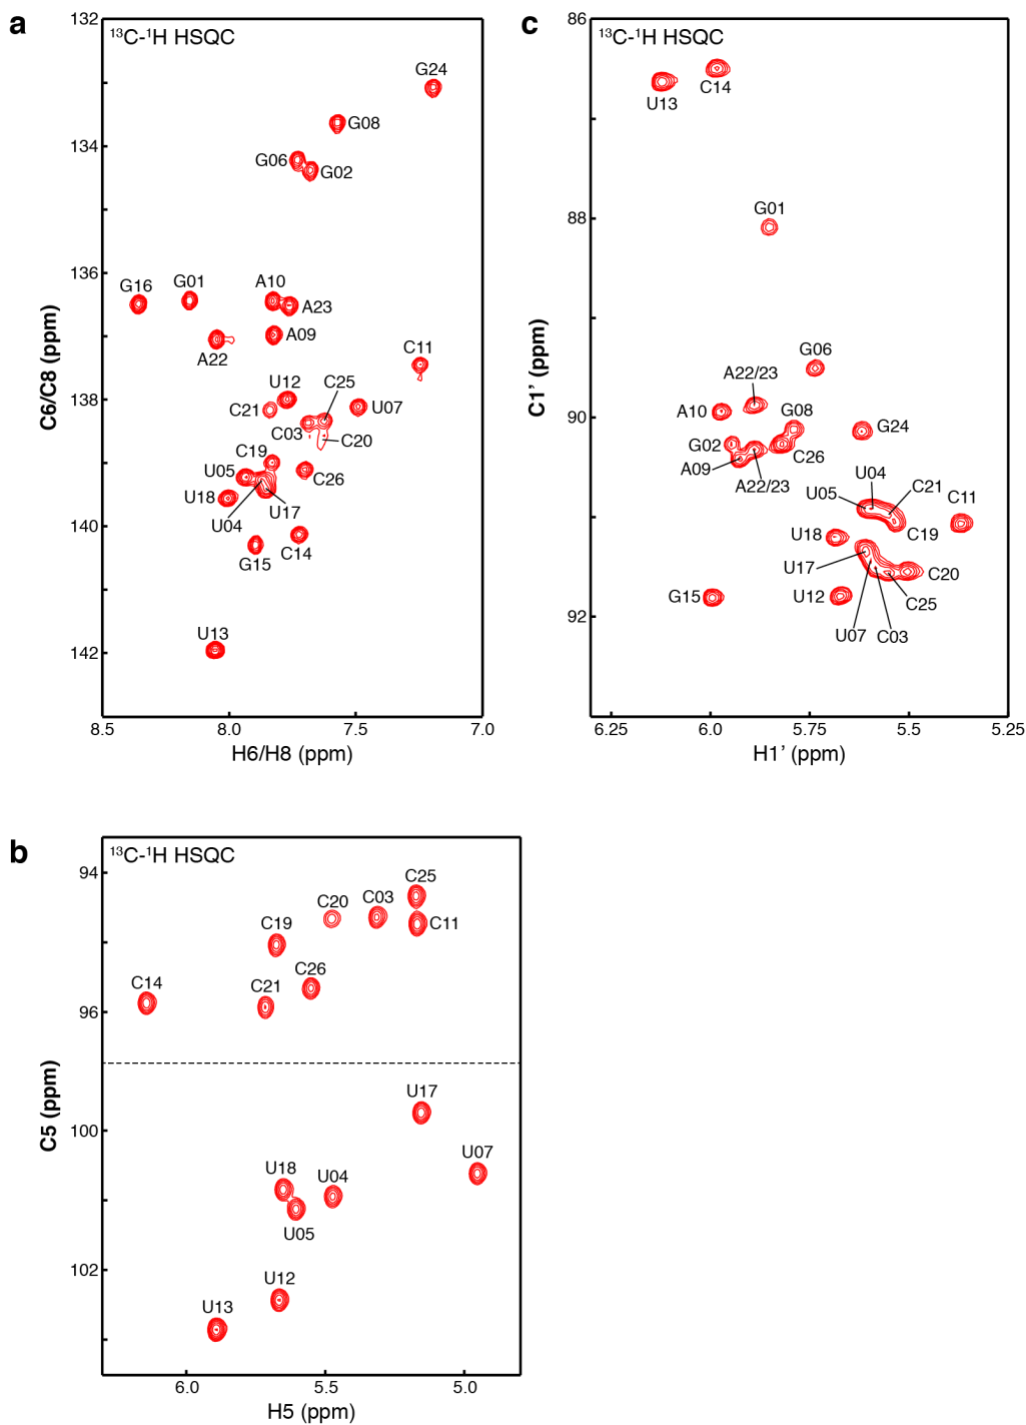 a
¹³C-¹H HSQC
132
134
136
138
140
142
8.5
8.0
7.5
7.0
C6/C8 (ppm)
H6/H8 (ppm)
G24
G08
G06
G02
G16
G01
A10
A23
A09
A22
C11
C25
U12
C21
U07
C03
C20
C19
U05
C26
U18
U17
U04
C14
G15
U13
c
¹³C-¹H HSQC
86
88
90
92
6.25
6.0
5.75
5.5
5.25
C1’ (ppm)
H1’ (ppm)
U13
C14
G01
G06
A22/23
A10
G08
G24
G02
C26
A09
A22/23
U04
U05
C21
C11
U18
C19
U17
C20
G15
U12
C25
U07
C03
b
¹³C-¹H HSQC
94
96
100
102
6.0
5.5
5.0
C5 (ppm)
H5 (ppm)
C25
C20
C03
C19
C11
C26
C14
C21
U17
U07
U18
U04
U05
U12
U13